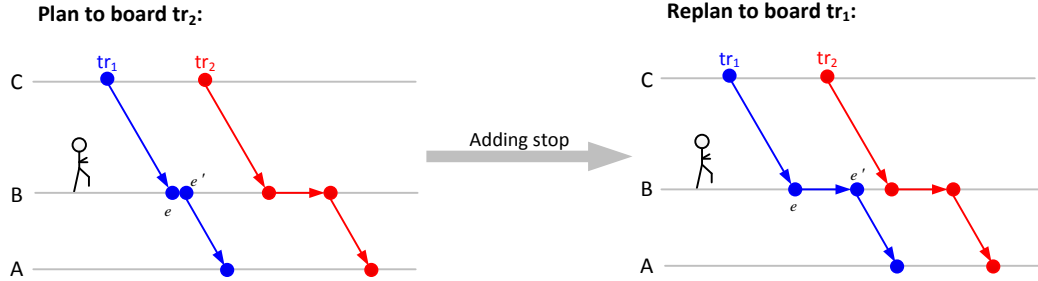 Plan to board tr₂:
Replan to board tr₁:
tr₁
tr₂
tr₁
tr₂
C
C
Adding stop
e'
e'
B
e
B
e
A
A